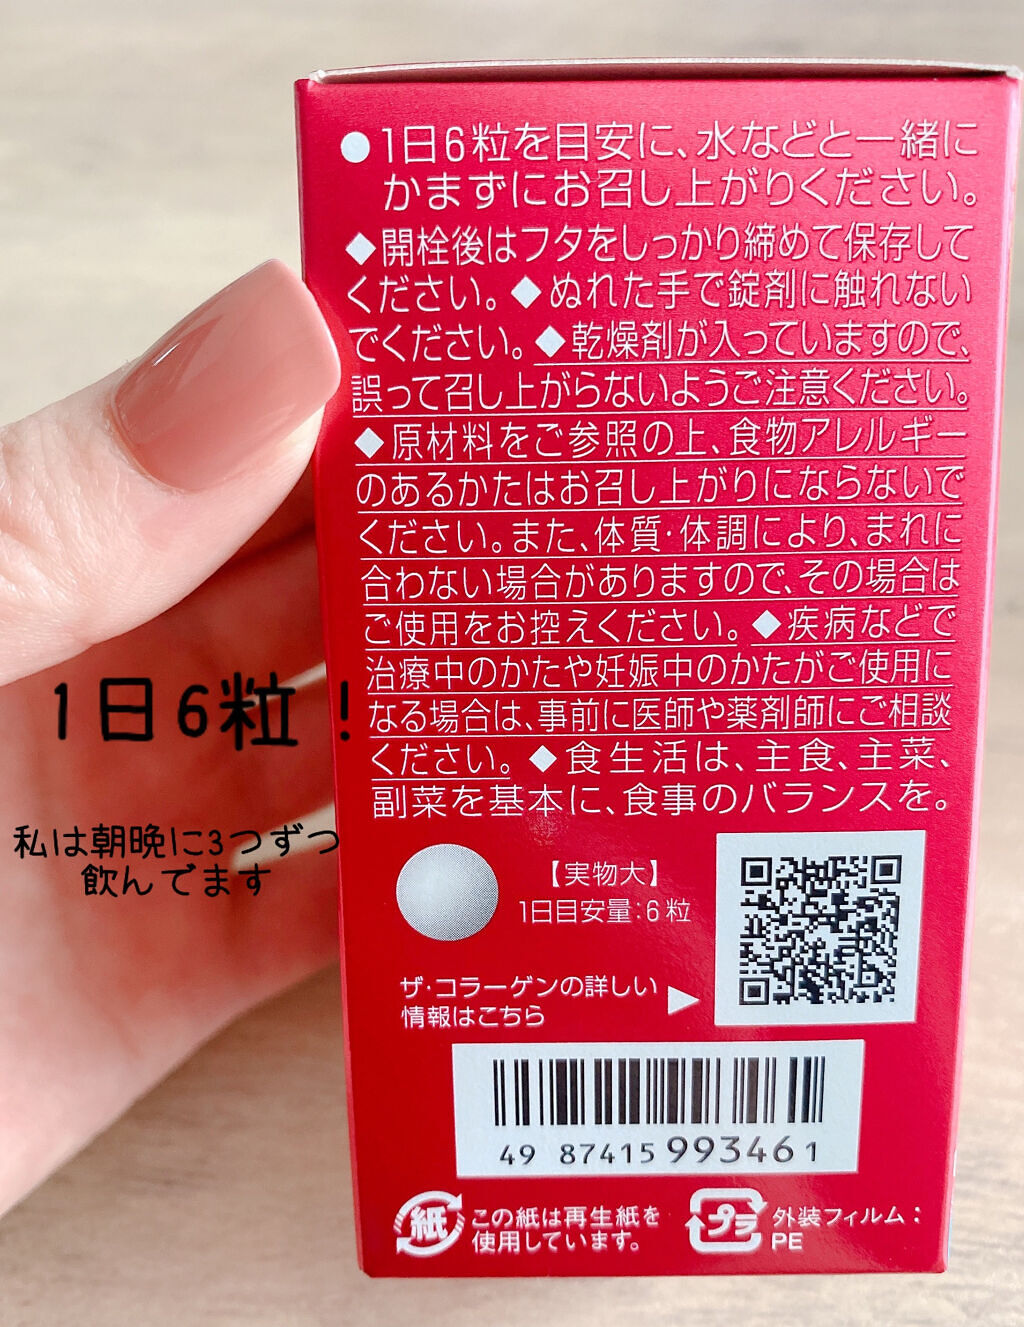 ●1日6粒を目安に、水などと一緒に
かまずにお召し上がりください。
◆開栓後はフタをしっかり締めて保存して
ください。◆ぬれた手で錠剤に触れない
でください。◆乾燥剤が入っていますので、
誤って召し上がらないようご注意ください。
◆原材料をご参照の上、食物アレルギー
のあるかたはお召し上がりにならないで
ください。また、体質・体調により、まれに
合わない場合がありますので、その場合は
ご使用をお控えください。◆疾病などで
治療中のかたや妊娠中のかたがご使用に
なる場合は、事前に医師や薬剤師にご相談
ください。◆食生活は、主食、主菜、
副菜を基本に、食事のバランスを。
1日6粒！
私は朝晩に3つずつ
飲んでます
【実物大】
1日目安量：6粒
ザ・コラーゲンの詳しい
情報はこちら
49 87415 993461
紙
この紙は再生紙を
使用しています。
プラ
外装フィルム：
PE